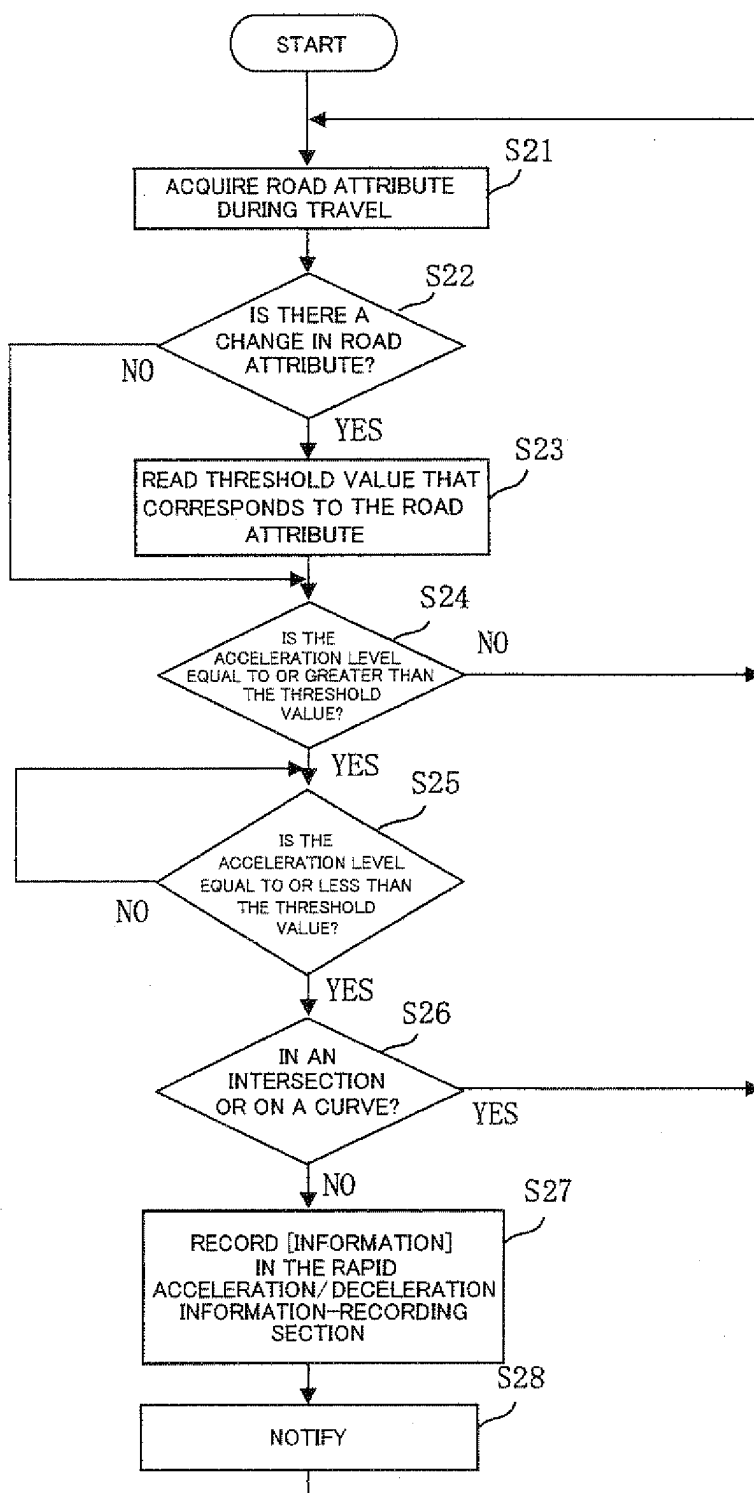 START
S21
ACQUIRE ROAD ATTRIBUTE
DURING TRAVEL
S22
IS THERE A
CHANGE IN ROAD
ATTRIBUTE?
NO
YES
S23
READ THRESHOLD VALUE THAT
CORRESPONDS TO THE ROAD
ATTRIBUTE
S24
IS THE
ACCELERATION LEVEL
EQUAL TO OR GREATER THAN
THE THRESHOLD
VALUE?
NO
YES
S25
IS THE
ACCELERATION LEVEL
EQUAL TO OR LESS THAN
THE THRESHOLD
VALUE?
NO
YES
S26
IN AN
INTERSECTION
OR ON A CURVE?
YES
NO
S27
RECORD [INFORMATION]
IN THE RAPID
ACCELERATION/DECELERATION
INFORMATION-RECORDING
SECTION
S28
NOTIFY